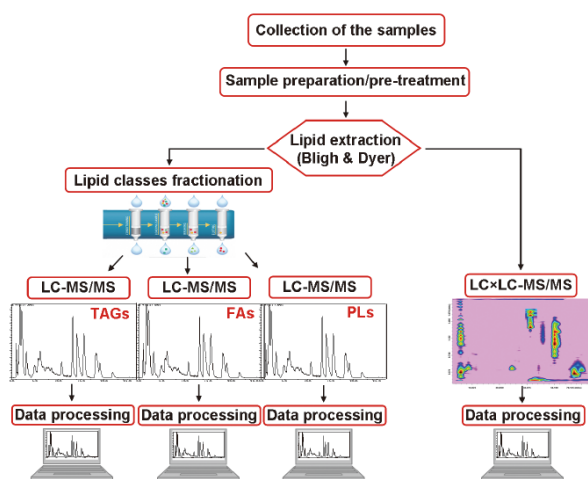 Collection of the samples
Sample preparation/pre-treatment
Lipid extraction
(Bligh & Dyer)
Lipid classes fractionation
LC-MS/MS
LC-MS/MS
LC-MS/MS
LC×LC-MS/MS
TAGs
FAs
PLs
Data processing
Data processing
Data processing
Data processing